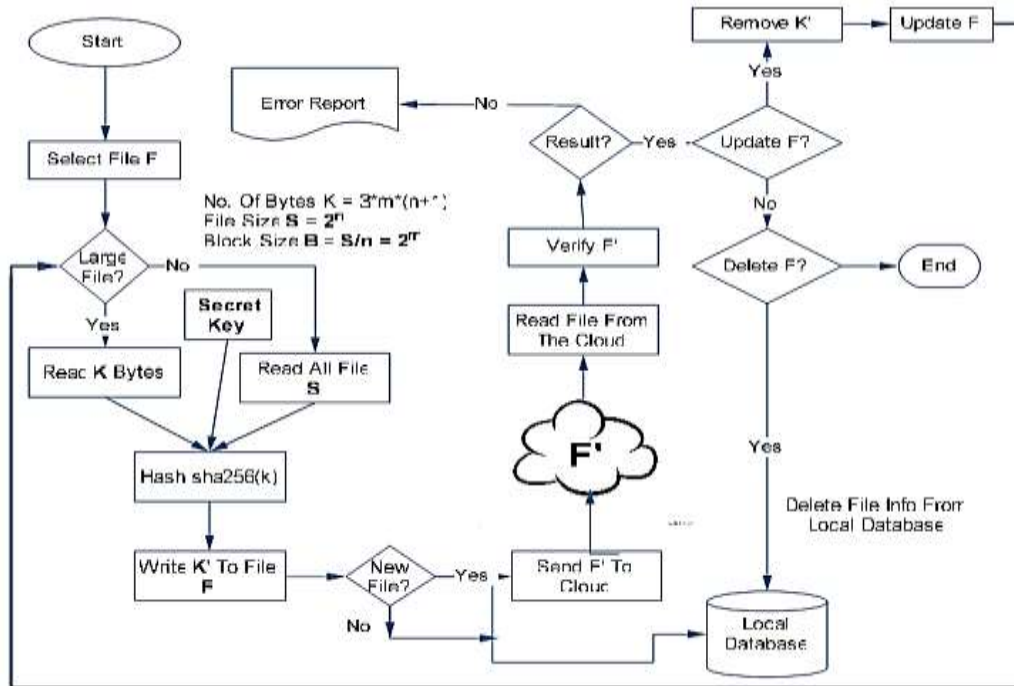 Start
Remove K'
Update F
Yes
Error Report
No
Result?
Yes
Update F?
Select File F
No. Of Bytes K = 3*m*(n+*)
File Size S = 2ⁿ
Block Size B = S/n = 2ᵐ
No
Verify F'
Large
File?
No
Delete F?
End
Secret
Key
Yes
Read File From
The Cloud
Read K Bytes
Read All File
S
F'
Yes
Hash sha256(k)
Delete File Info From
Local Database
Write K' To File
F
New
File?
Yes
Send F' To
Cloud
No
Local
Database